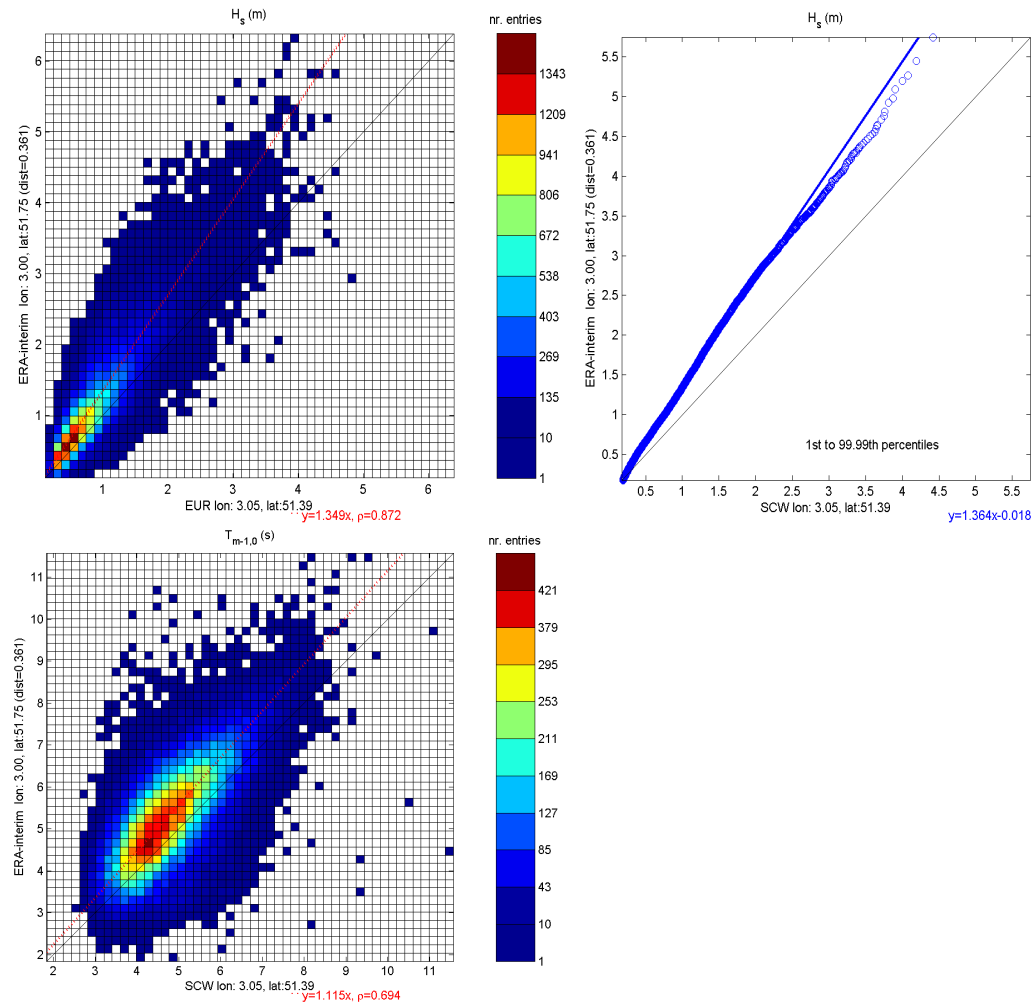 H_s (m)
6
5
4
3
2
1
1 2 3 4 5 6
ERA-interim lon: 3.00, lat:51.75 (dist=0.361)
EUR lon: 3.05, lat:51.39
y=1.349x, ρ=0.872
nr. entries
1343
1209
941
806
672
538
403
269
135
10
1
H_s (m)
5.5
5
4.5
4
3.5
3
2.5
2
1.5
1
0.5
0.5 1 1.5 2 2.5 3 3.5 4 4.5 5 5.5
ERA-interim lon: 3.00, lat:51.75 (dist=0.361)
1st to 99.99th percentiles
SCW lon: 3.05, lat:51.39
y=1.364x-0.018
T_m-1,0 (s)
11
10
9
8
7
6
5
4
3
2
2 3 4 5 6 7 8 9 10 11
ERA-interim lon: 3.00, lat:51.75 (dist=0.361)
SCW lon: 3.05, lat:51.39
y=1.115x, ρ=0.694
nr. entries
421
379
295
253
211
169
127
85
43
10
1